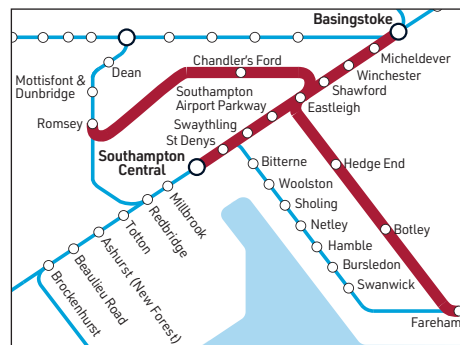 Basingstoke
Micheldever
Winchester
Shawford
Eastleigh
Chandler's Ford
Southampton
Airport Parkway
Swaythling
St Denys
Southampton
Central
Dean
Mottisfont &
Dunbridge
Romsey
Millbrook
Redbridge
Totton
Ashurst (New Forest)
Beaulieu Road
Brockenhurst
Bitterne
Woolston
Sholing
Netley
Hamble
Bursledon
Swanwick
Hedge End
Botley
Fareham